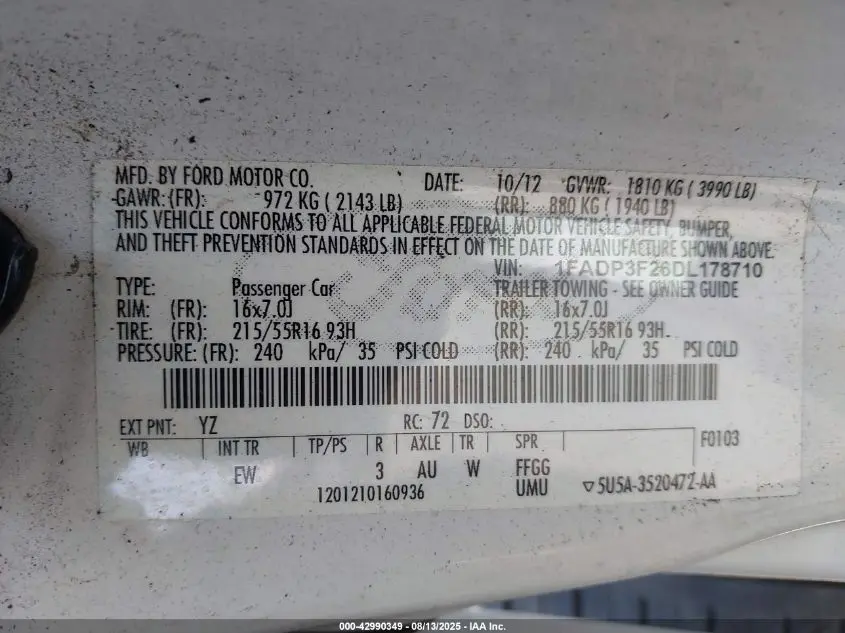 MFD. BY FORD MOTOR CO. DATE: 10/12 GVWR: 1810 KG ( 3990 LB)
GAWR: (FR): 972 KG ( 2143 LB) (RR): 880 KG ( 1940 LB)
THIS VEHICLE CONFORMS TO ALL APPLICABLE FEDERAL MOTOR VEHICLE SAFETY, BUMPER,
AND THEFT PREVENTION STANDARDS IN EFFECT ON THE DATE OF MANUFACTURE SHOWN ABOVE.
VIN: 1FADP3F26DL178710
TYPE: Passenger Car TRAILER TOWING - SEE OWNER GUIDE
RIM: (FR): 16x7.0J (RR): 16x7.0J
TIRE: (FR): 215/55R16 93H (RR): 215/55R16 93H
PRESSURE: (FR): 240 kPa/ 35 PSI COLD (RR): 240 kPa/ 35 PSI COLD
EXT PNT: YZ RC: 72 DSO:
F0103
WB INT TR TP/PS R AXLE TR SPR
EW 3 AU W FFGG
1201210160936 UMU ▽5U5A-3520472-AA
000-42990349 - 08/13/2025 - IAA Inc.